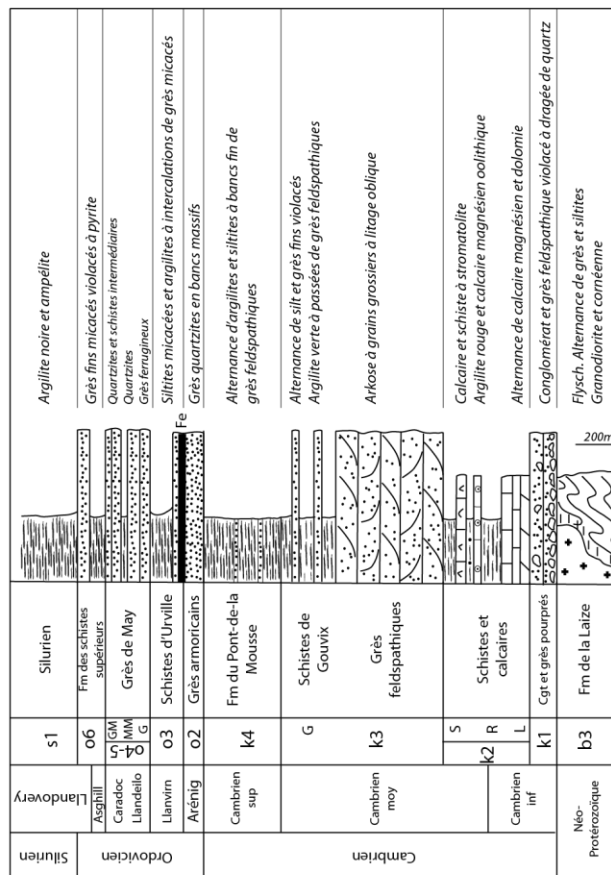 Silurien
Llandovery
s1
Silurien
Argilite noire et ampélite
Ordovicien
Asghill
o6
Fm des schistes
supérieurs
Grès fins micacés violacés à pyrite
Caradoc
Llandeilo
o4-5
GM
MM
G
Grès de May
Quartzites et schistes intermédiaires
Quartzites
Grès ferrugineux
Llanvirn
o3
Schistes d'Urville
Siltites micacées et argilites à intercalations de grès micacés
Fe
Arénig
o2
Grès armoricains
Grès quartzites en bancs massifs
Cambrien
Cambrien
sup
k4
Fm du Pont-de-la
Mousse
Alternance d'argilites et siltites à bancs fin de
grès feldspathiques
Cambrien
moy
G
Schistes de
Gouvix
Alternance de silt et grès fins violacés
Argilite verte à passées de grès feldspathiques
k3
Grès
feldspathiques
Arkose à grains grossiers à litage oblique
k2
S
R
L
Schistes et
calcaires
Calcaire et schiste à stromatolite
Argilite rouge et calcaire magnésien oolithique
Alternance de calcaire magnésien et dolomie
Cambrien
inf
k1
Cgt et grès pourprés
Conglomérat et grès feldspathique violacé à dragée de quartz
Néo-
Protérozoïque
b3
Fm de la Laize
Flysch. Alternance de grès et siltites
Granodiorite et cornéenne
200m